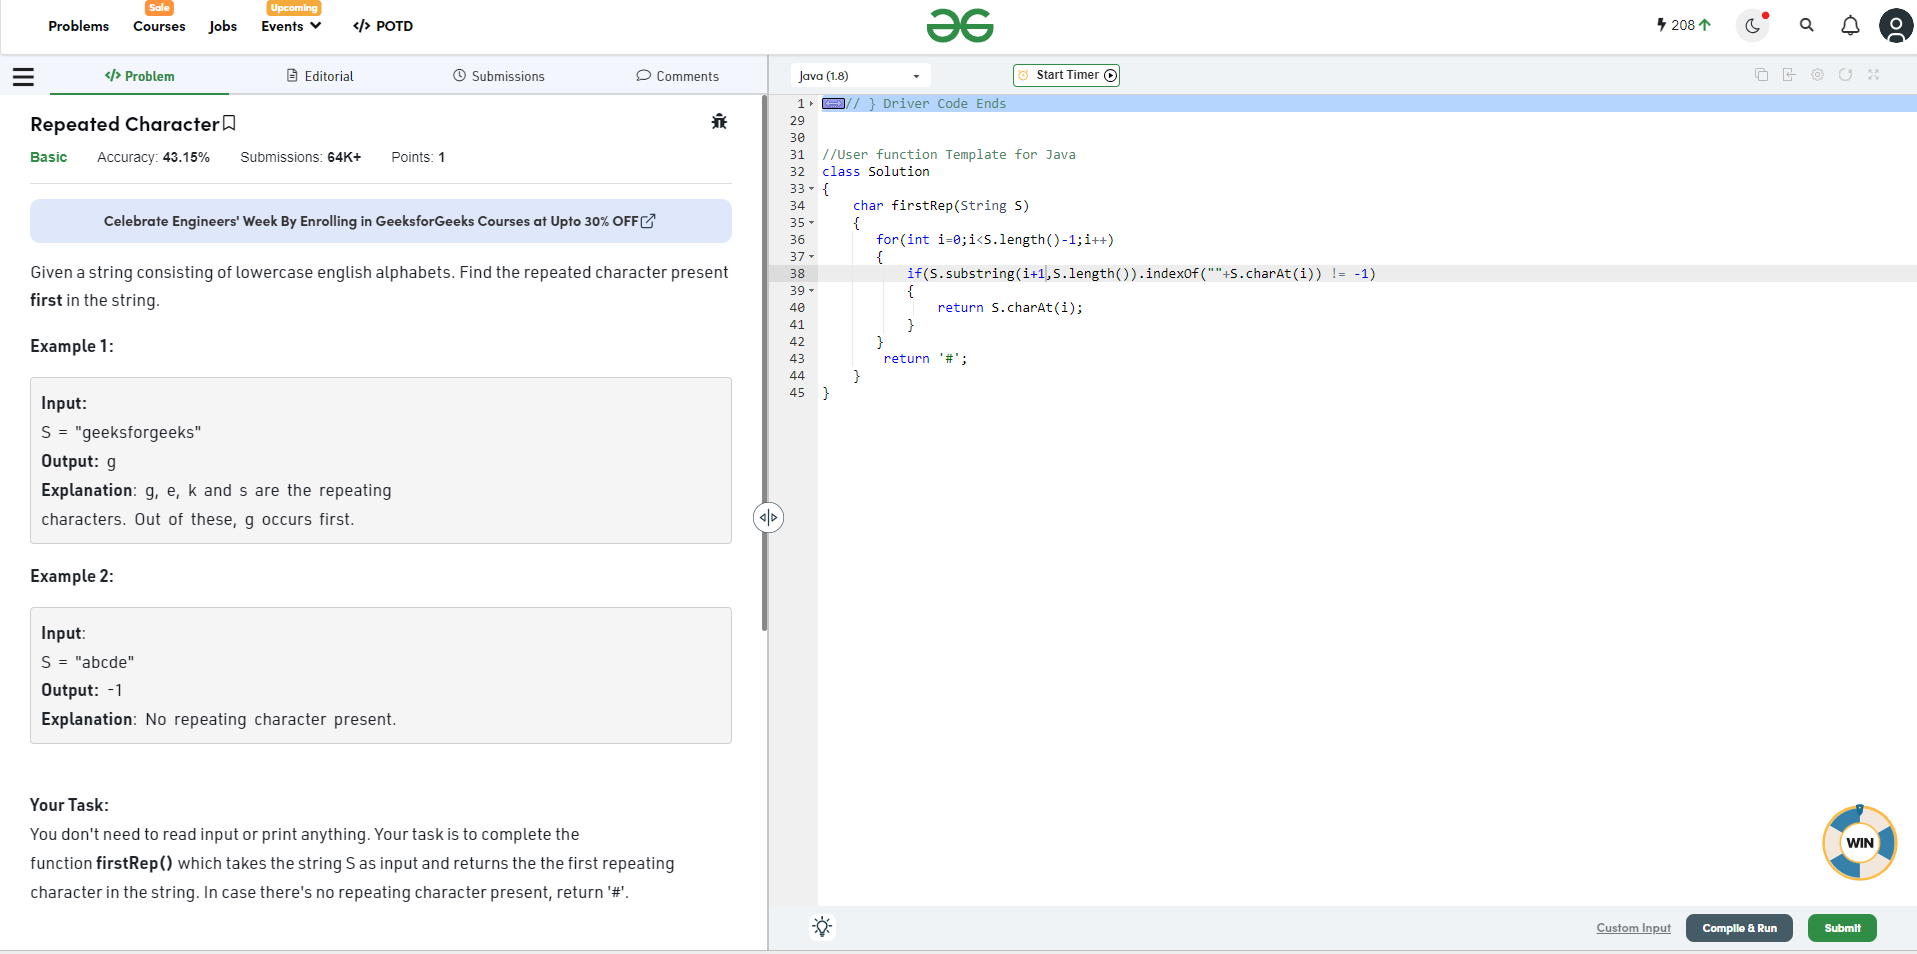 Problems
Sale
Courses
Jobs
Upcoming
Events
</> POTD
208
</> Problem
Editorial
Submissions
Comments
Java (1.8)
Start Timer
Repeated Character
Basic Accuracy: 43.15% Submissions: 64K+ Points: 1
Celebrate Engineers' Week By Enrolling in GeeksforGeeks Courses at Upto 30% OFF
Given a string consisting of lowercase english alphabets. Find the repeated character present
first in the string.
Example 1:
Input:
S = "geeksforgeeks"
Output: g
Explanation: g, e, k and s are the repeating
characters. Out of these, g occurs first.
Example 2:
Input:
S = "abcde"
Output: -1
Explanation: No repeating character present.
Your Task:
You don't need to read input or print anything. Your task is to complete the
function firstRep() which takes the string S as input and returns the the first repeating
character in the string. In case there's no repeating character present, return '#'.
1 // } Driver Code Ends
29
30
31 //User function Template for Java
32 class Solution
33 {
34 char firstRep(String S)
35 {
36 for(int i=0;i<S.length()-1;i++)
37 {
38 if(S.substring(i+1,S.length()).indexOf(""+S.charAt(i)) != -1)
39 {
40 return S.charAt(i);
41 }
42 }
43 return '#';
44 }
45 }
WIN
Custom Input
Compile & Run
Submit